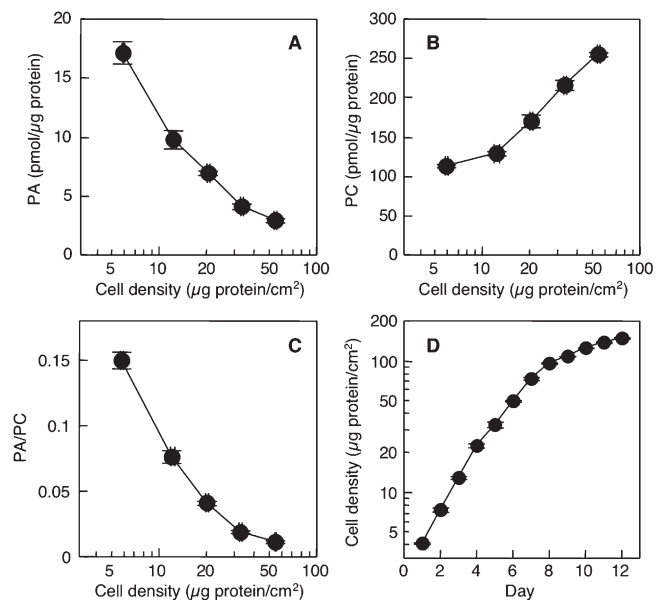 A
PA (pmol/µg protein)
20
15
10
5
0
5 10 20 50 100
Cell density (µg protein/cm²)
B
PC (pmol/µg protein)
300
250
200
150
100
50
0
5 10 20 50 100
Cell density (µg protein/cm²)
C
PA/PC
0.15
0.1
0.05
0
5 10 20 50 100
Cell density (µg protein/cm²)
D
Cell density (µg protein/cm²)
200
100
50
20
10
5
0 2 4 6 8 10 12
Day